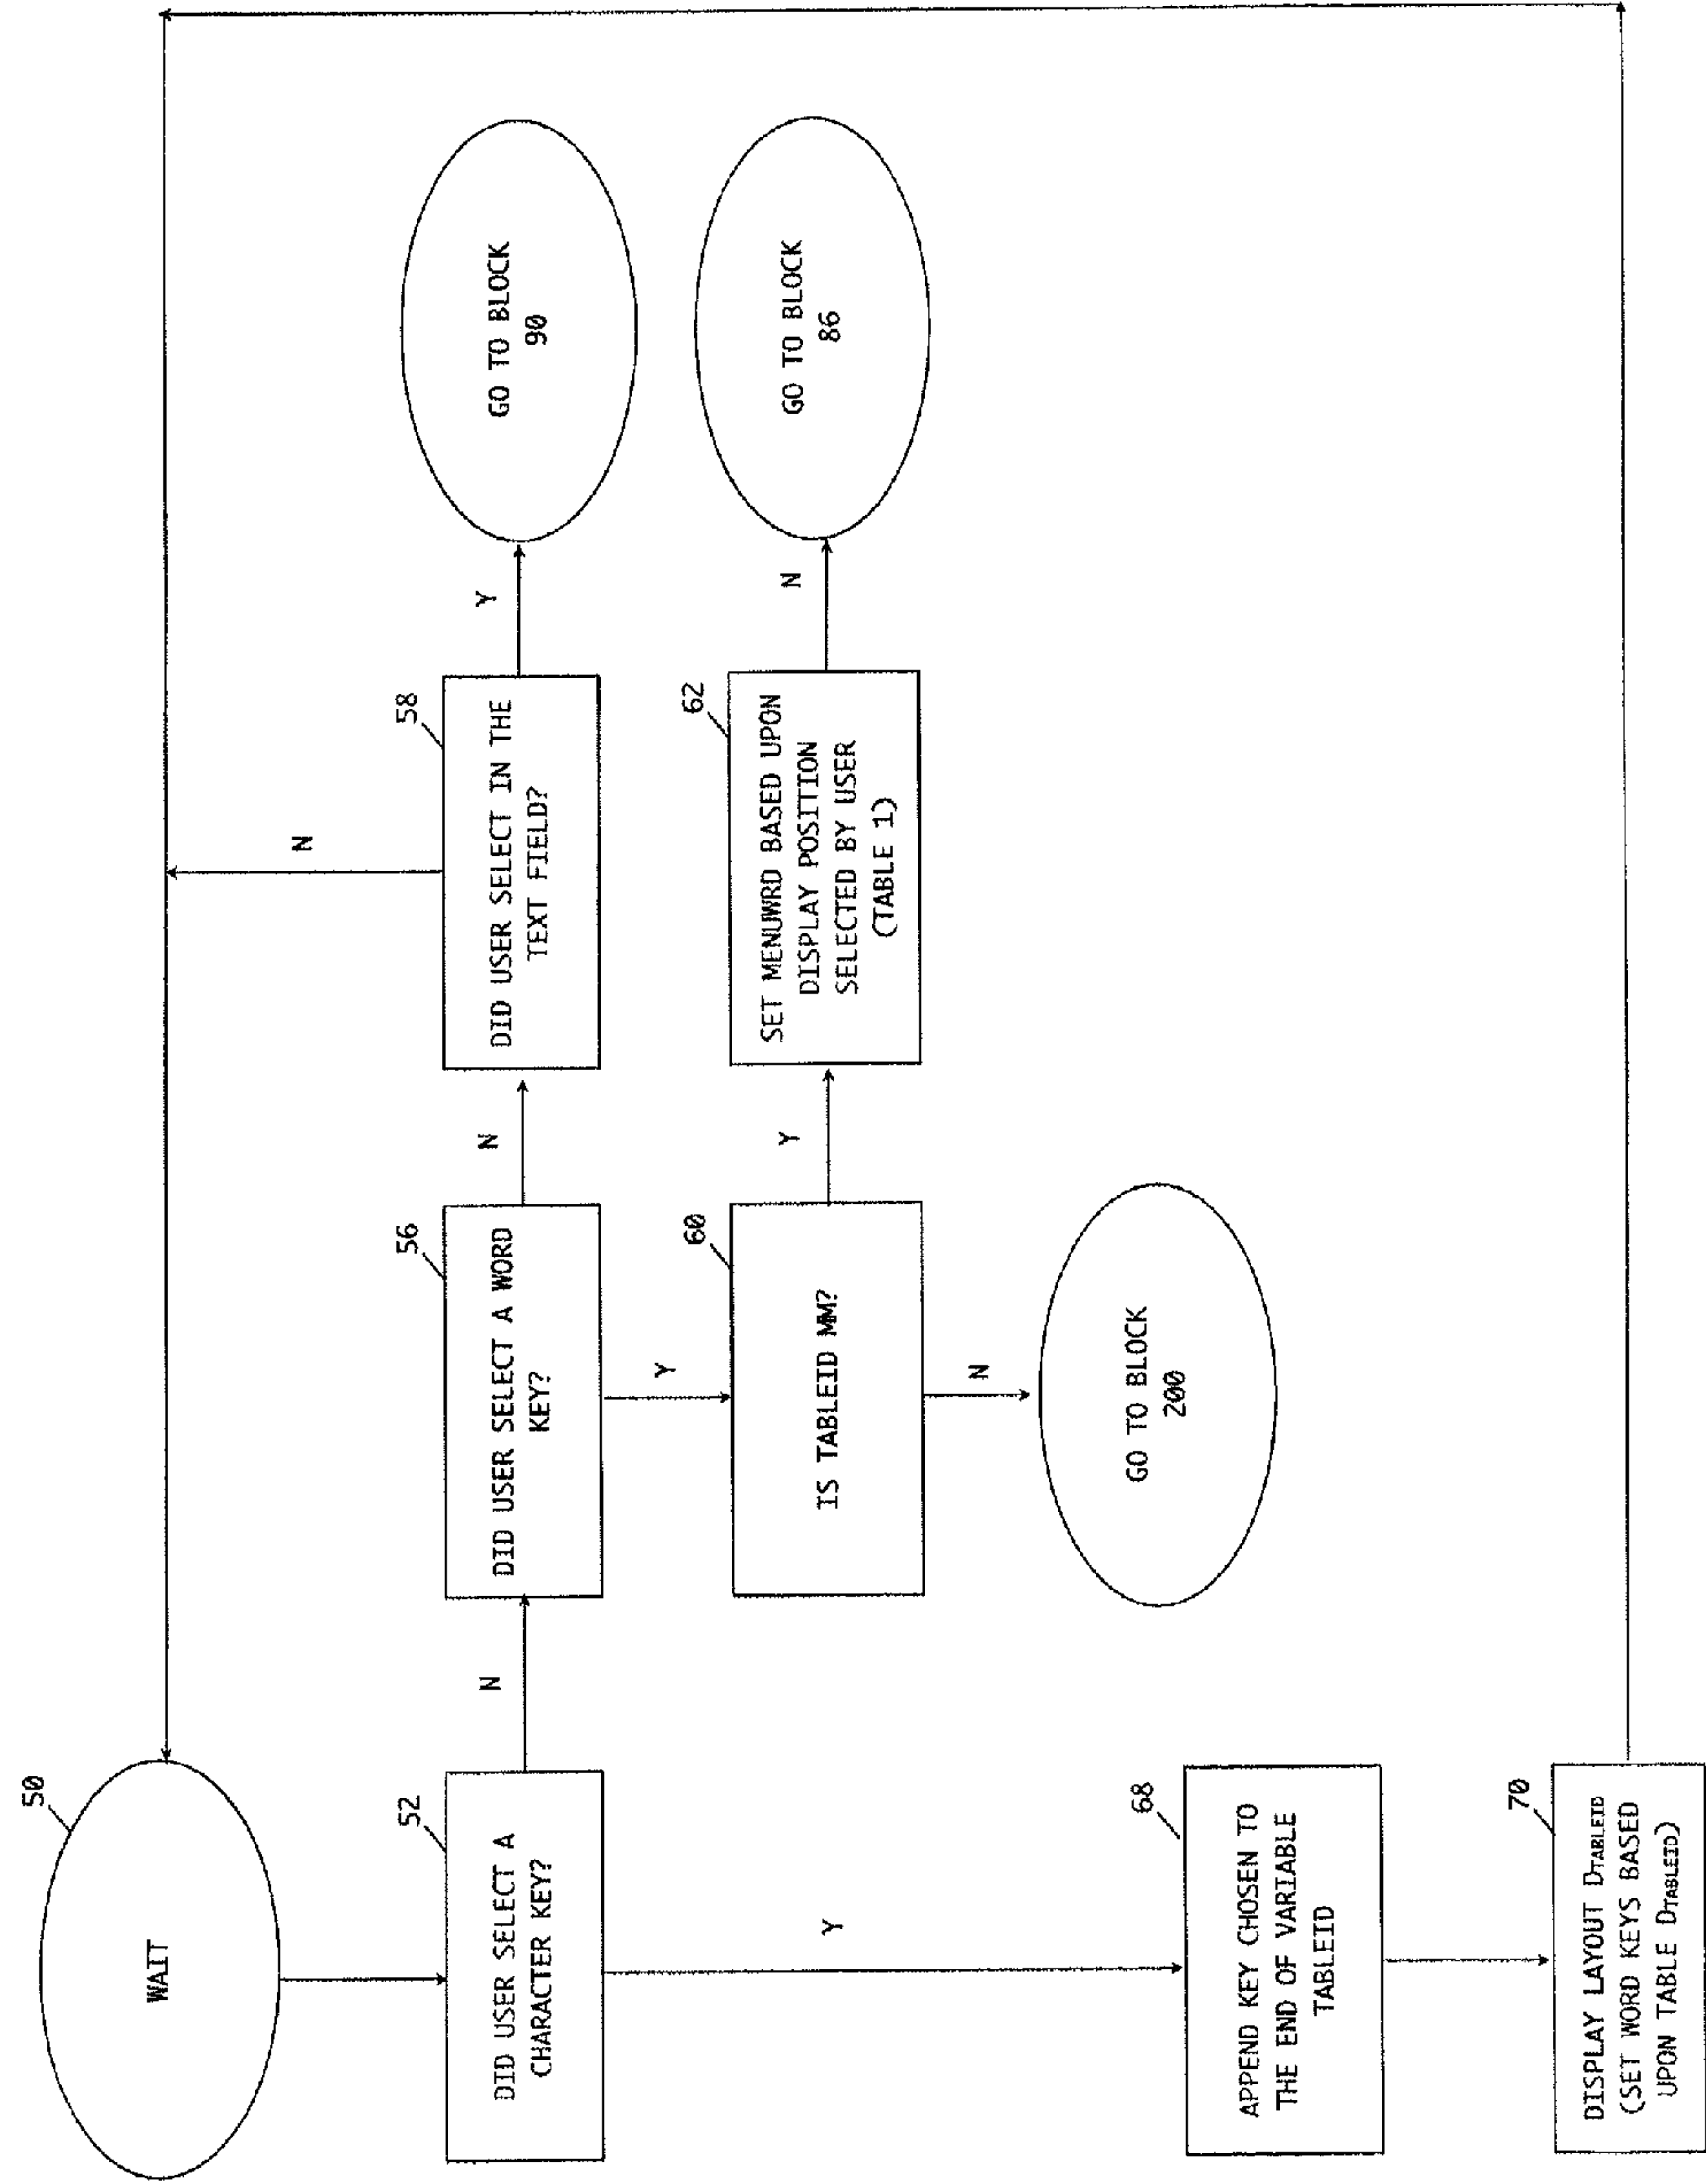 50
WAIT
52
DID USER SELECT A
CHARACTER KEY?
N
56
DID USER SELECT A WORD
KEY?
N
58
DID USER SELECT IN THE
TEXT FIELD?
N
Y
GO TO BLOCK
90
Y
60
IS TABLEID MM?
Y
62
SET MENUWRD BASED UPON
DISPLAY POSITION
SELECTED BY USER
(TABLE 1)
N
GO TO BLOCK
86
N
GO TO BLOCK
200
Y
68
APPEND KEY CHOSEN TO
THE END OF VARIABLE
TABLEID
70
DISPLAY LAYOUT DTABLEID
(SET WORD KEYS BASED
UPON TABLE DTABLEID)